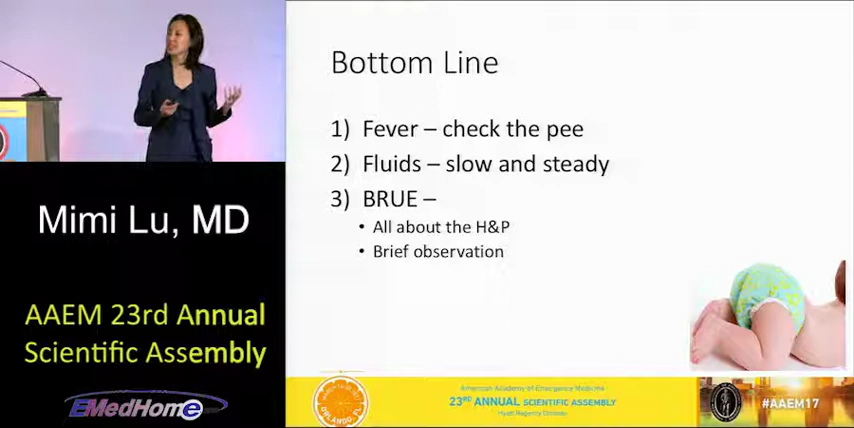 Bottom Line
1) Fever – check the pee
2) Fluids – slow and steady
3) BRUE –
• All about the H&P
• Brief observation
Mimi Lu, MD
AAEM 23rd Annual
Scientific Assembly
EMedHome
ORLANDO, FL
American Academy of Emergency Medicine
23RD ANNUAL SCIENTIFIC ASSEMBLY
Hyatt Regency Orlando
#AAEM17